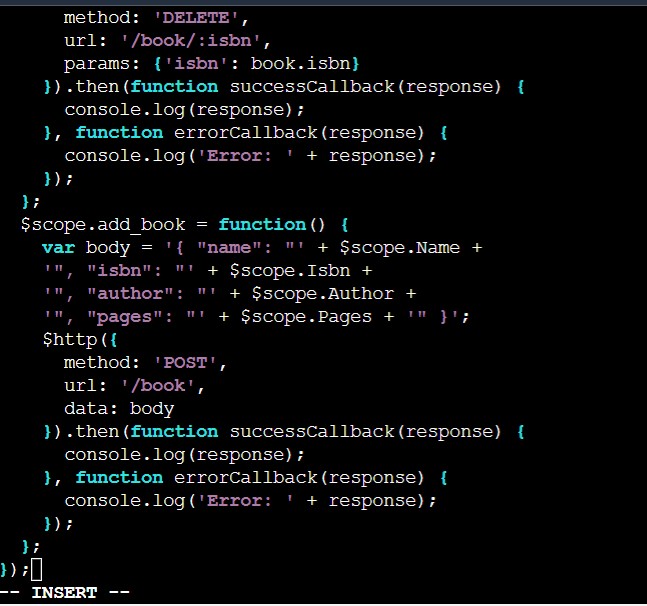 method: 'DELETE',
      url: '/book/:isbn',
      params: {'isbn': book.isbn}
    }).then(function successCallback(response) {
      console.log(response);
    }, function errorCallback(response) {
      console.log('Error: ' + response);
    });
  };
  $scope.add_book = function() {
    var body = '{ "name": "' + $scope.Name +
    '", "isbn": "' + $scope.Isbn +
    '", "author": "' + $scope.Author +
    '", "pages": "' + $scope.Pages + '" }';
    $http({
      method: 'POST',
      url: '/book',
      data: body
    }).then(function successCallback(response) {
      console.log(response);
    }, function errorCallback(response) {
      console.log('Error: ' + response);
    });
  };
});
-- INSERT --